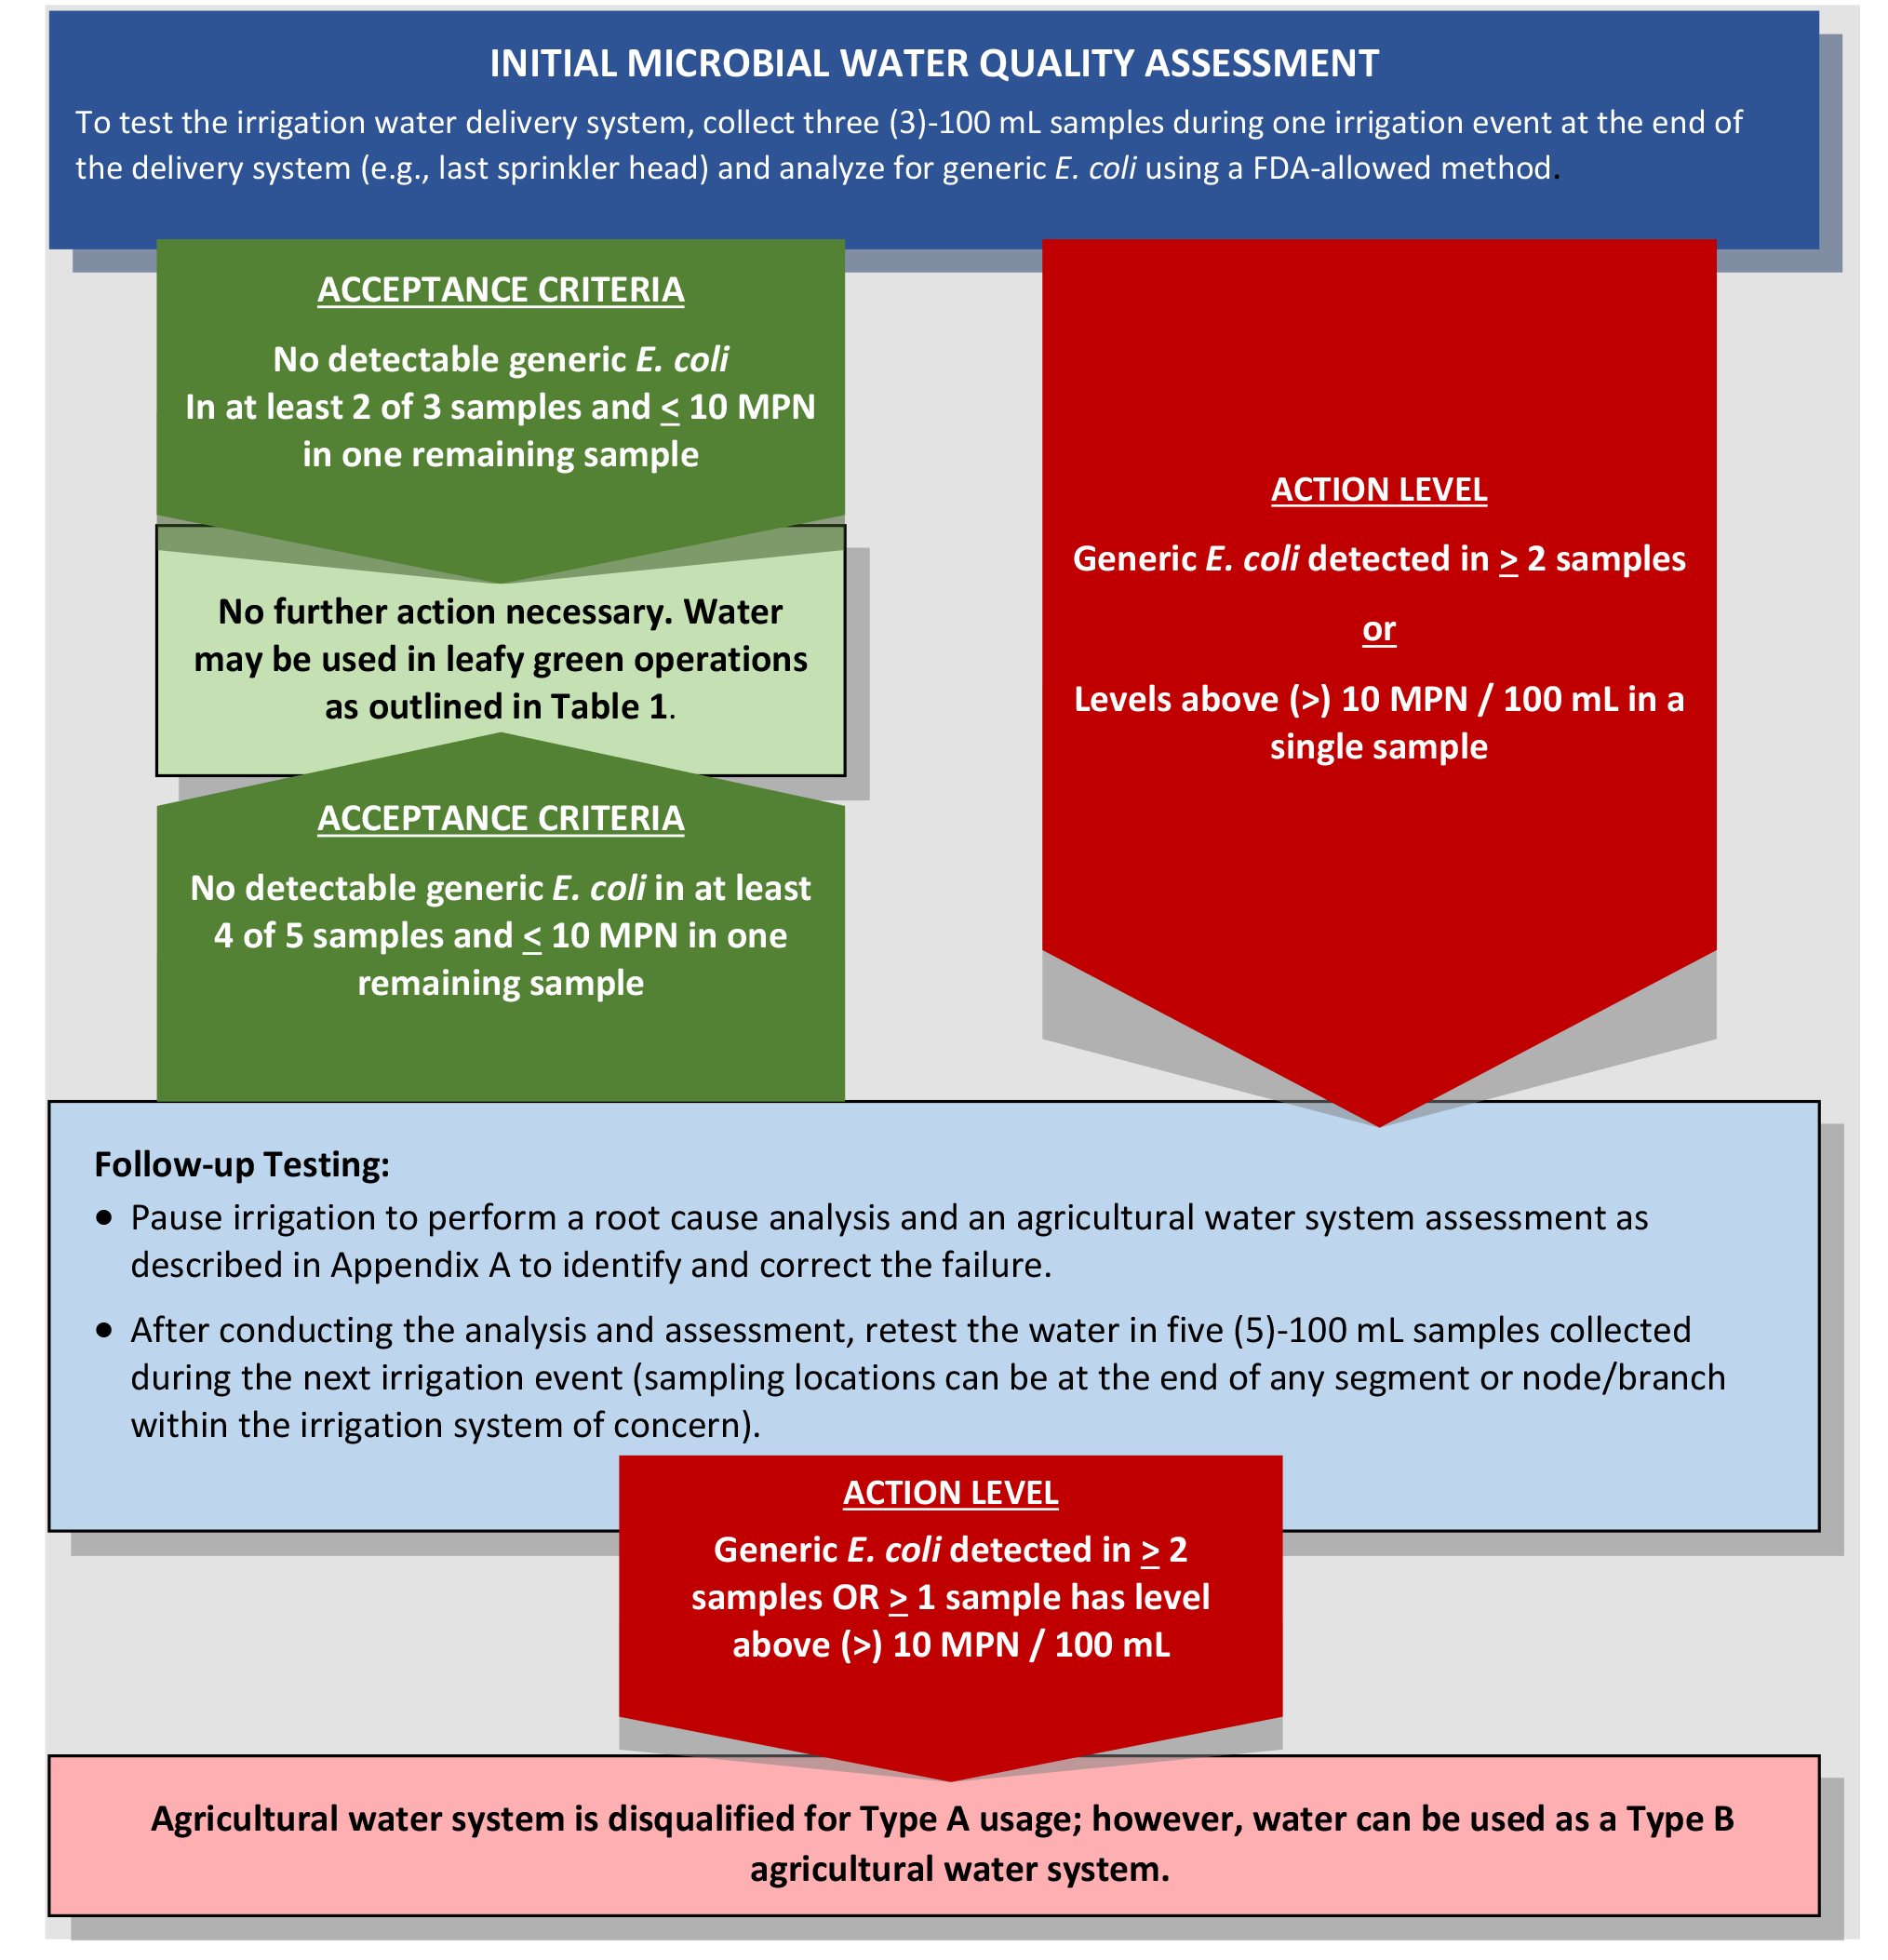 INITIAL MICROBIAL WATER QUALITY ASSESSMENT
To test the irrigation water delivery system, collect three (3)-100 mL samples during one irrigation event at the end of
the delivery system (e.g., last sprinkler head) and analyze for generic E. coli using a FDA-allowed method.
ACCEPTANCE CRITERIA
No detectable generic E. coli
In at least 2 of 3 samples and ≤ 10 MPN
in one remaining sample
No further action necessary. Water
may be used in leafy green operations
as outlined in Table 1.
ACCEPTANCE CRITERIA
No detectable generic E. coli in at least
4 of 5 samples and ≤ 10 MPN in one
remaining sample
ACTION LEVEL
Generic E. coli detected in ≥ 2 samples
or
Levels above (>) 10 MPN / 100 mL in a
single sample
Follow-up Testing:
• Pause irrigation to perform a root cause analysis and an agricultural water system assessment as
described in Appendix A to identify and correct the failure.
• After conducting the analysis and assessment, retest the water in five (5)-100 mL samples collected
during the next irrigation event (sampling locations can be at the end of any segment or node/branch
within the irrigation system of concern).
ACTION LEVEL
Generic E. coli detected in ≥ 2
samples OR ≥ 1 sample has level
above (>) 10 MPN / 100 mL
Agricultural water system is disqualified for Type A usage; however, water can be used as a Type B
agricultural water system.